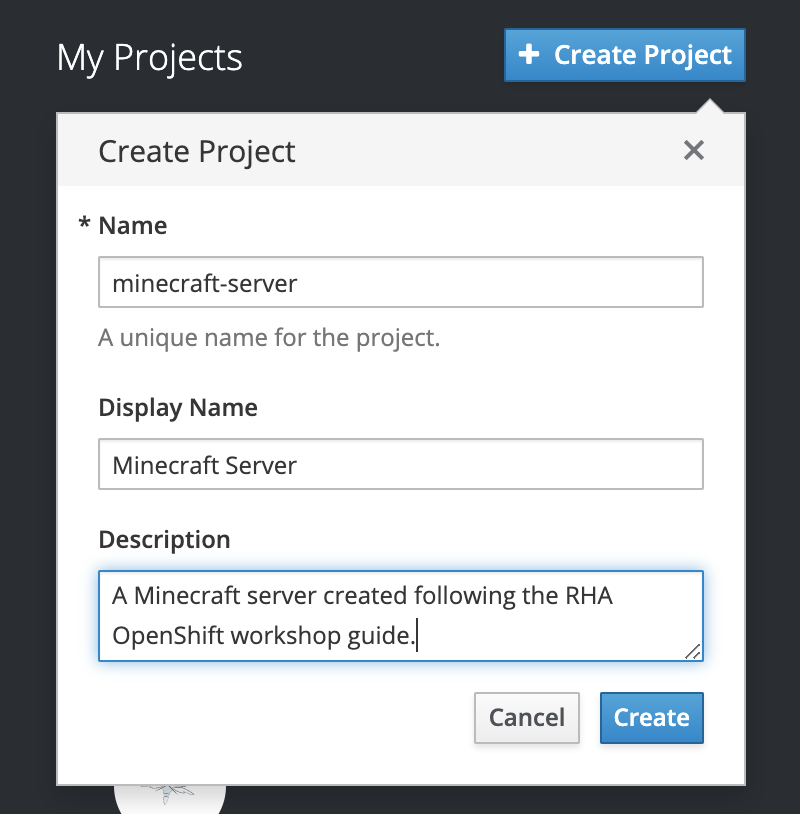 My Projects
+ Create Project
Create Project
* Name
minecraft-server
A unique name for the project.
Display Name
Minecraft Server
Description
A Minecraft server created following the RHA
OpenShift workshop guide.
Cancel
Create